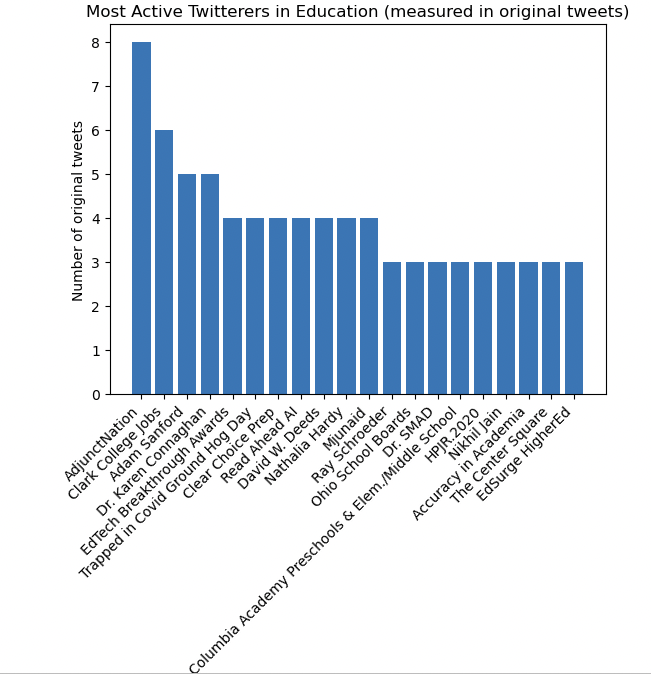 Most Active Twitterers in Education (measured in original tweets)
8
7
6
5
4
3
2
1
0
Number of original tweets
AdjunctNation
Clark College Jobs
Adam Sanford
Dr. Karen Connaghan
EdTech Breakthrough Awards
Trapped in Covid Ground Hog Day
Clear Choice Prep
Read Ahead AI
David W. Deeds
Nathalia Hardy
Mjunaid
Ray Schroeder
Ohio School Boards
Dr. SMAD
Columbia Academy Preschools & Elem./Middle School
HPJR.2020
Nikhil Jain
Accuracy in Academia
The Center Square
EdSurge HigherEd